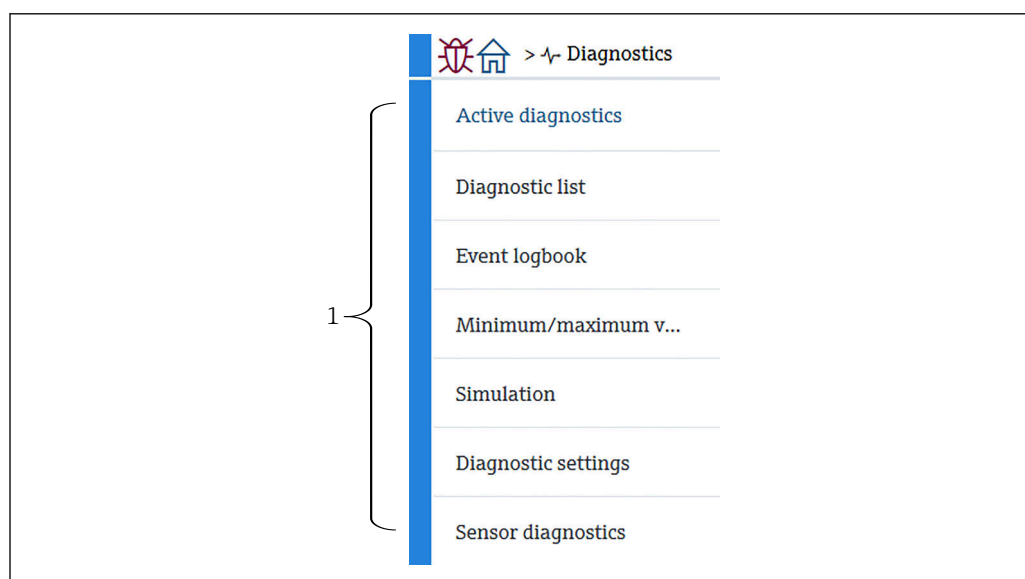 > Diagnostics
Active diagnostics
Diagnostic list
Event logbook
1
Minimum/maximum v...
Simulation
Diagnostic settings
Sensor diagnostics